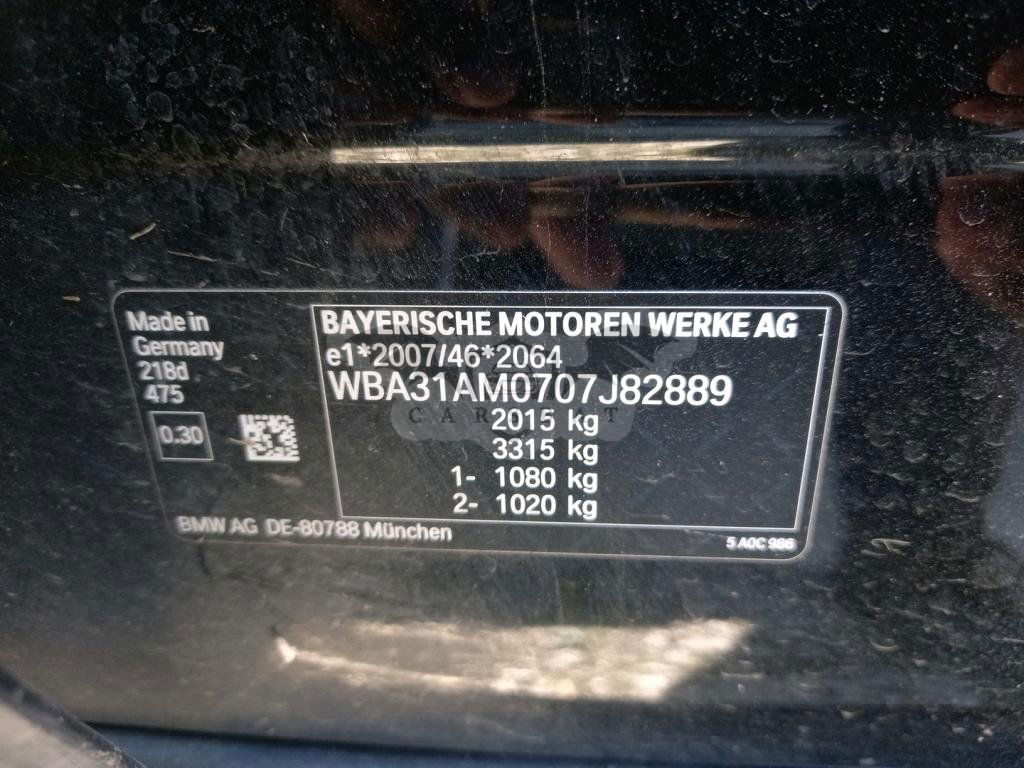 Made in
Germany
218d
475
0.30
BMW AG DE-80788 München
BAYERISCHE MOTOREN WERKE AG
e1*2007/46*2064
WBA31AM0707J82889
2015 kg
3315 kg
1- 1080 kg
2- 1020 kg
5 A0C 986